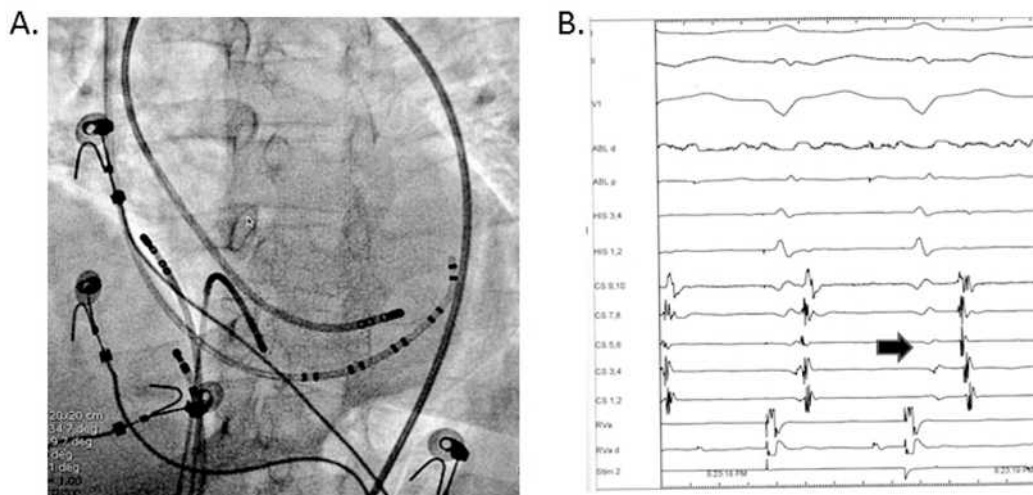 A.
B.
I
II
V1
ABL d
ABL p
HIS 3,4
HIS 1,2
CS 9,10
CS 7,8
CS 5,6
CS 3,4
CS 1,2
RVa
RVa d
Stim 2
20x20 cm